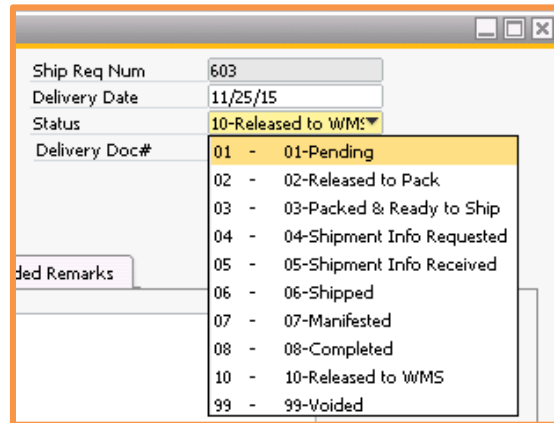 Ship Req Num 603
Delivery Date 11/25/15
Status 10-Released to WMS
Delivery Doc#
01 - 01-Pending
02 - 02-Released to Pack
03 - 03-Packed & Ready to Ship
04 - 04-Shipment Info Requested
05 - 05-Shipment Info Received
ded Remarks
06 - 06-Shipped
07 - 07-Manifested
08 - 08-Completed
10 - 10-Released to WMS
99 - 99-Voided